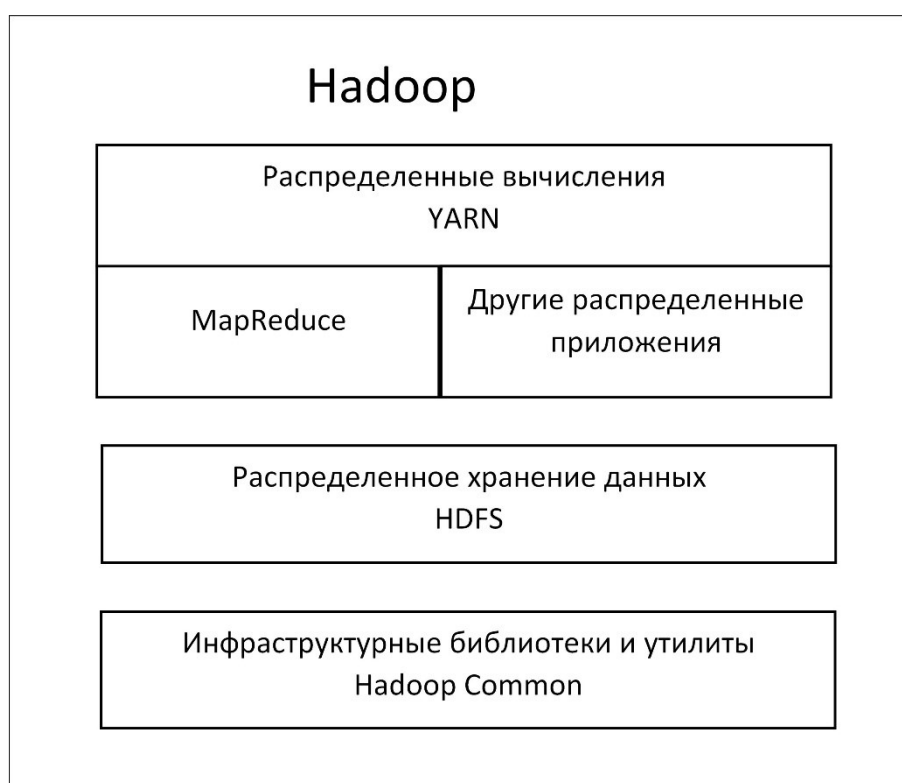 Hadoop
Распределенные вычисления
YARN
MapReduce
Другие распределенные
приложения
Распределенное хранение данных
HDFS
Инфраструктурные библиотеки и утилиты
Hadoop Common